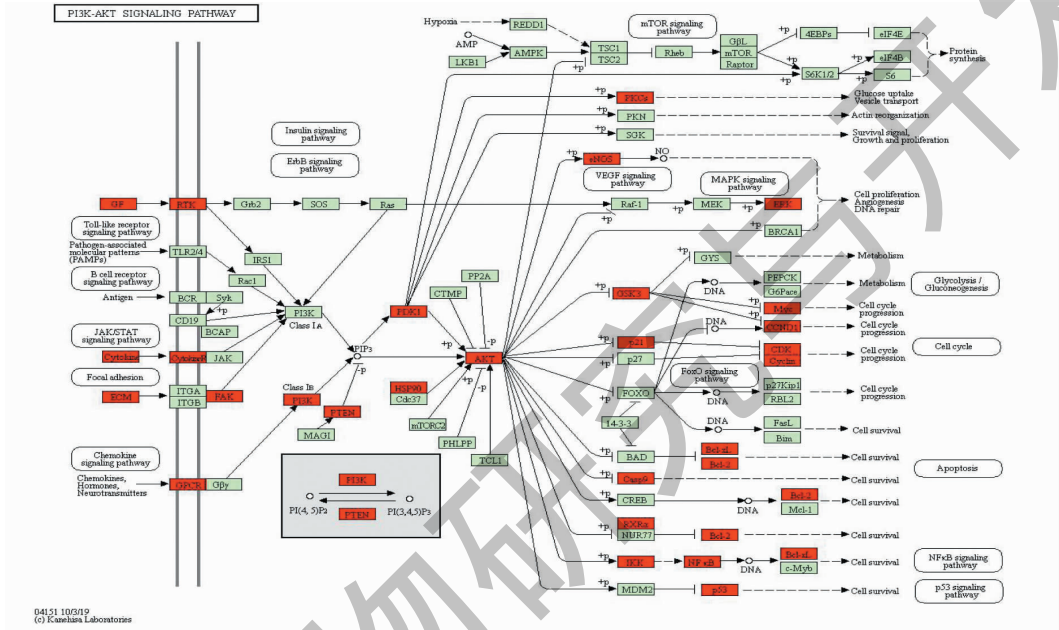 PI3K-AKT SIGNALING PATHWAY
Hypoxia
REDD1
AMP
LKB1
AMPK
TSC1
TSC2
Rheb
mTOR signaling
pathway
GβL
mTOR
Raptor
+p
4EBPs
eIF4E
eIF4B
S6K1/2
S6
Protein
synthesis
+p
PKCs
Glucose uptake
Vesicle transport
+p
PKN
Actin reorganization
+p
SGK
Survival signal,
Growth and proliferation
Insulin signaling
pathway
ErbB signaling
pathway
+p
eNOS
NO
VEGF signaling
pathway
MAPK signaling
pathway
GF
RTK
Grb2
SOS
Ras
Raf-1
MEK
ERK
+p
BRCA1
Cell proliferation
Angiogenesis
DNA repair
Toll-like receptor
signaling pathway
Pathogen-associated
molecular patterns
(PAMPs)
TLR2/4
IRS1
Rac1
B cell receptor
signaling pathway
Antigen
BCR
Syk
CD19
+p
BCAP
PI3K
Class IA
JAK/STAT
signaling pathway
Cytokine
CytokineR
JAK
Focal adhesion
ECM
ITGA
ITGB
FAK
Chemokine
signaling pathway
Chemokines,
Hormones,
Neurotransmitters
GPCR
Gβγ
PP2A
CTMP
PDK1
PIP3
-p
AKT
+p
-p
Class IB
PI3K
PTEN
MAGI
HSP90
Cdc37
mTORC2
PHLPP
TCL1
PI3K
PI(4, 5)P2
PI(3,4,5)P3
PTEN
GYS
Metabolism
+p
GSK3
DNA
PEPCK
G6Pase
Metabolism
Glycolysis /
Gluconeogenesis
Myc
Cell cycle
progression
DNA
CCND1
Cell cycle
progression
+p
p21
p27
CDK
Cyclin
Cell cycle
progression
Cell cycle
FoxO signaling
pathway
+p
FOXO
DNA
p27Kip1
RBL2
Cell cycle
progression
14-3-3
DNA
FasL
Bim
Cell survival
+p
BAD
Bcl-xL
Bcl-2
Cell survival
Apoptosis
+p
Casp9
Cell survival
+p
CREB
DNA
Bcl-2
Mcl-1
Cell survival
+p
RXRα
NUR77
Bcl-2
Cell survival
+p
IKK
NFκB
DNA
Bcl-xL
c-Myb
Cell survival
NFκB signaling
pathway
+p
MDM2
p53
Cell survival
p53 signaling
pathway
04151 10/3/19
(c) Kanehisa Laboratories
物研究与开